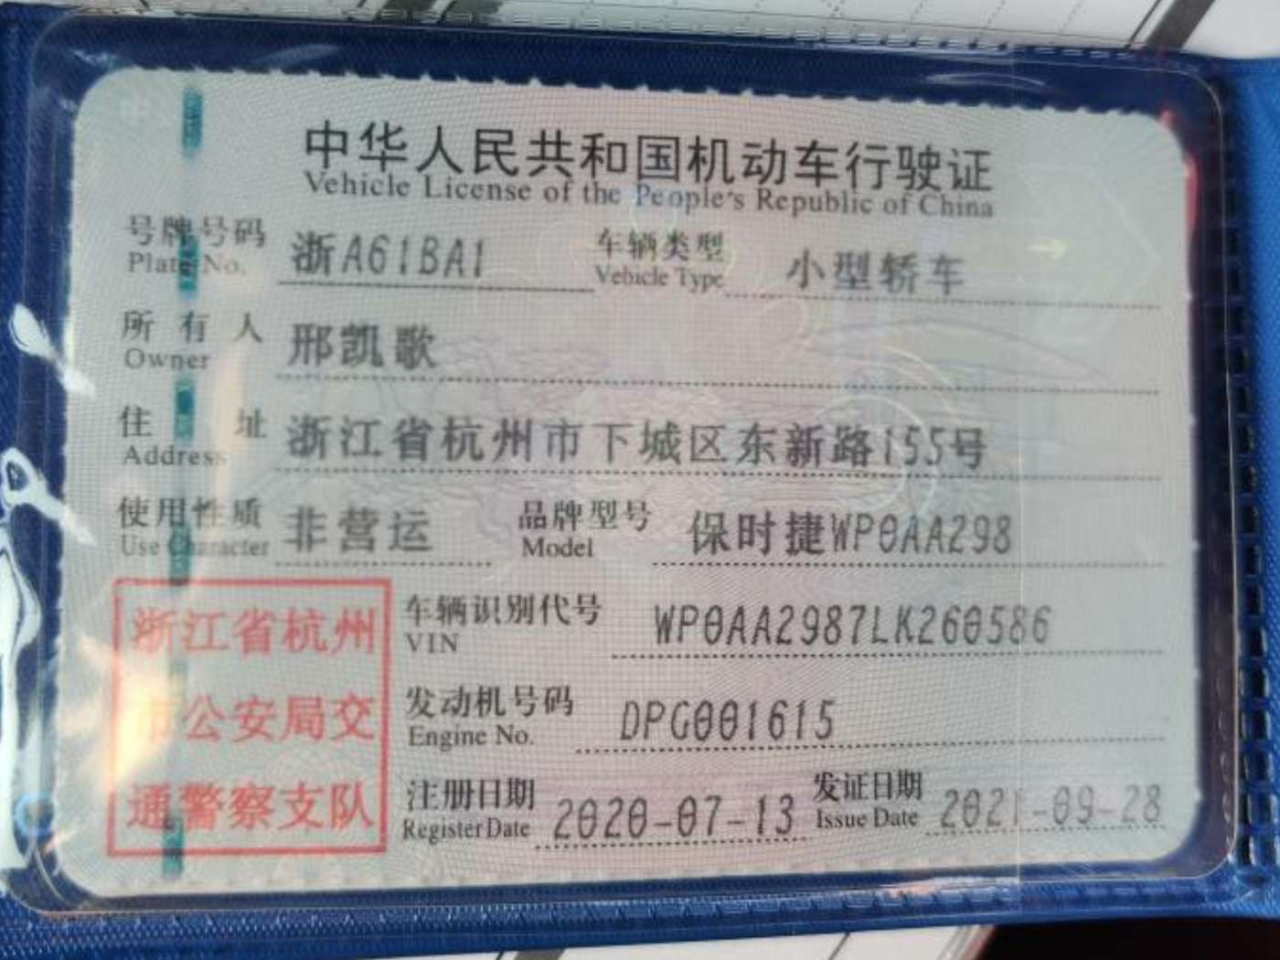 中华人民共和国机动车行驶证
Vehicle License of the People's Republic of China
号牌号码 浙A61BA1 车辆类型 小型轿车
Plate No. Vehicle Type
所有人 邢凯歌
Owner
住址 浙江省杭州市下城区东新路155号
Address
使用性质 非营运 品牌型号 保时捷WP0AA298
Use Character Model
浙江省杭州
市公安局交
通警察支队
车辆识别代号 WP0AA2987LK260586
VIN
发动机号码 DPG001615
Engine No.
注册日期 2020-07-13 发证日期 2021-09-28
Register Date Issue Date